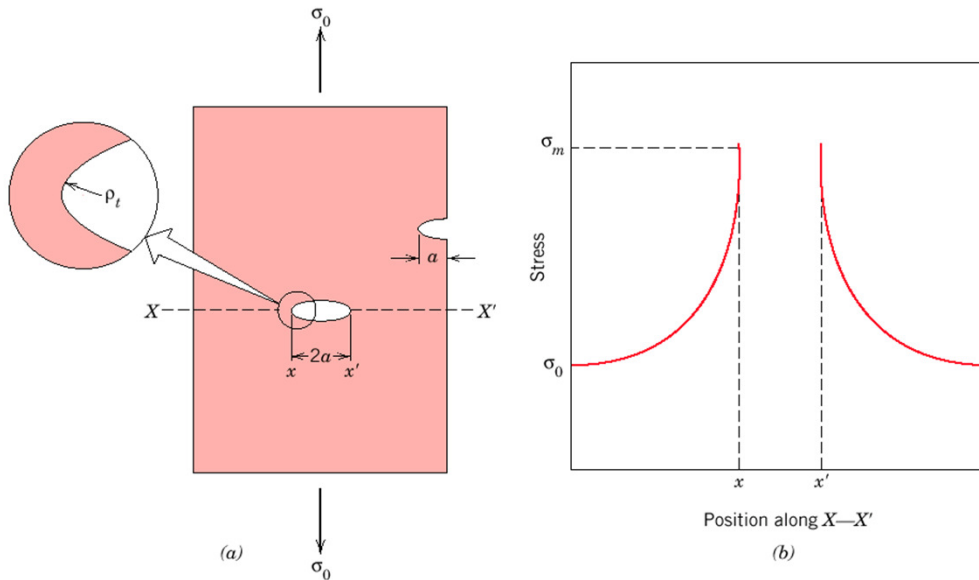 σ₀
ρₜ
a
X
X′
2a
x
x′
σ₀
(a)
σₘ
Stress
σ₀
x
x′
Position along X—X′
(b)